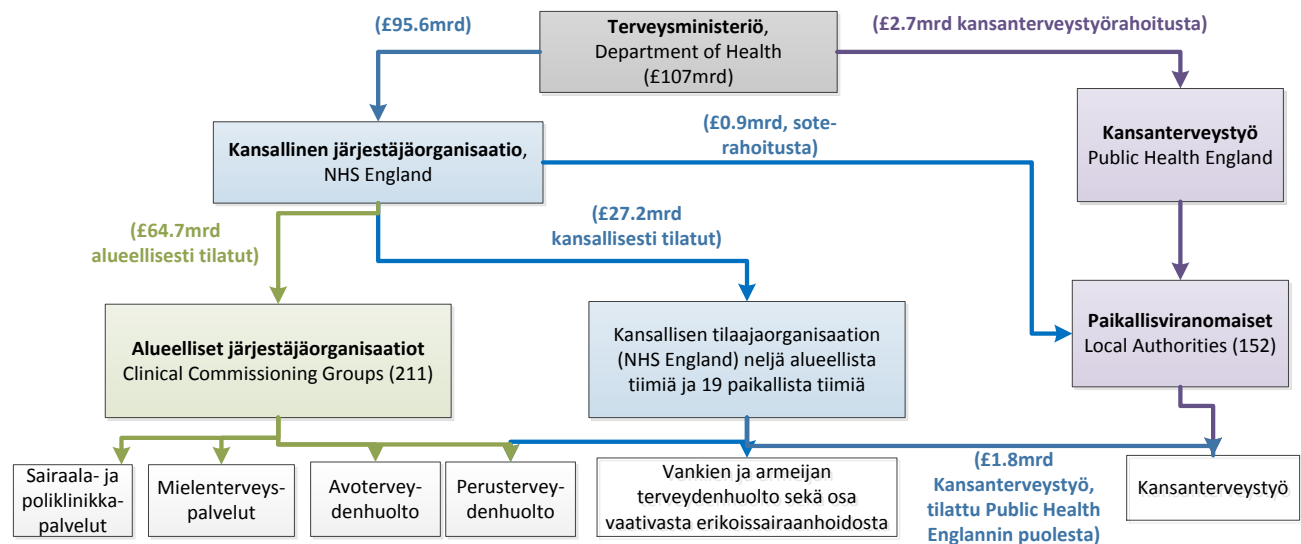 (£95.6mrd)
Terveysministeriö,
Department of Health
(£107mrd)
(£2.7mrd kansanterveystyörahoitusta)
Kansallinen järjestäjäorganisaatio,
NHS England
(£0.9mrd, sote-
rahoitusta)
Kansanterveystyö
Public Health England
(£64.7mrd
alueellisesti tilatut)
(£27.2mrd
kansallisesti tilatut)
Alueelliset järjestäjäorganisaatiot
Clinical Commissioning Groups (211)
Kansallisen tilaajaorganisaation
(NHS England) neljä alueellista
tiimiä ja 19 paikallista
tiimiä
Paikallisviranomaiset
Local Authorities (152)
Sairaala- ja
poliklinikka-
palvelut
Mielenterveys-
palvelut
Avotervey-
denhuolto
Perustervey-
denhuolto
Vankien ja armeijan
terveydenhuolto sekä osa
vaativasta erikoissairaanhoidosta
(£1.8mrd
Kansanterveystyö,
tilattu Public Health
Englannin puolesta)
Kansanterveystyö